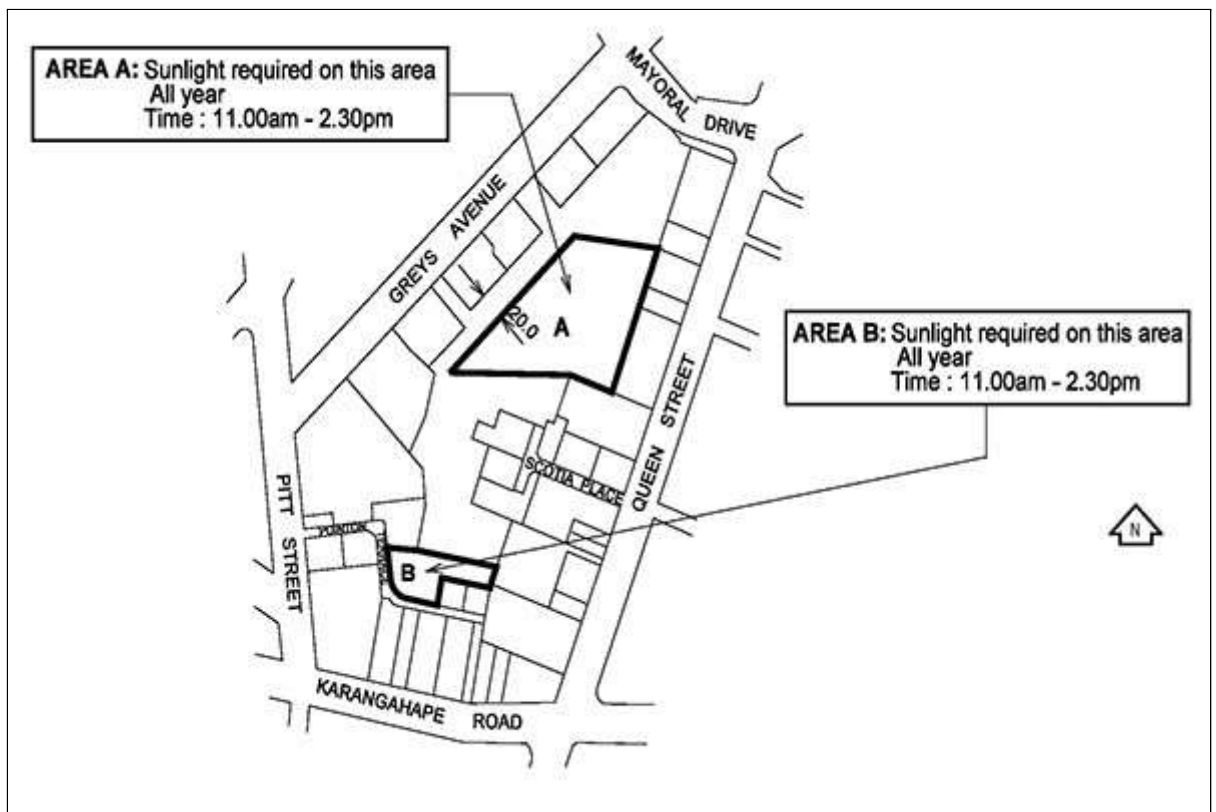 AREA A: Sunlight required on this area
All year
Time : 11.00am - 2.30pm
MAYORAL DRIVE
GREYS AVENUE
20.0
A
AREA B: Sunlight required on this area
All year
Time : 11.00am - 2.30pm
QUEEN STREET
SCOTIA PLACE
PITT STREET
POYNTON
B
N
KARANGAHAPE ROAD